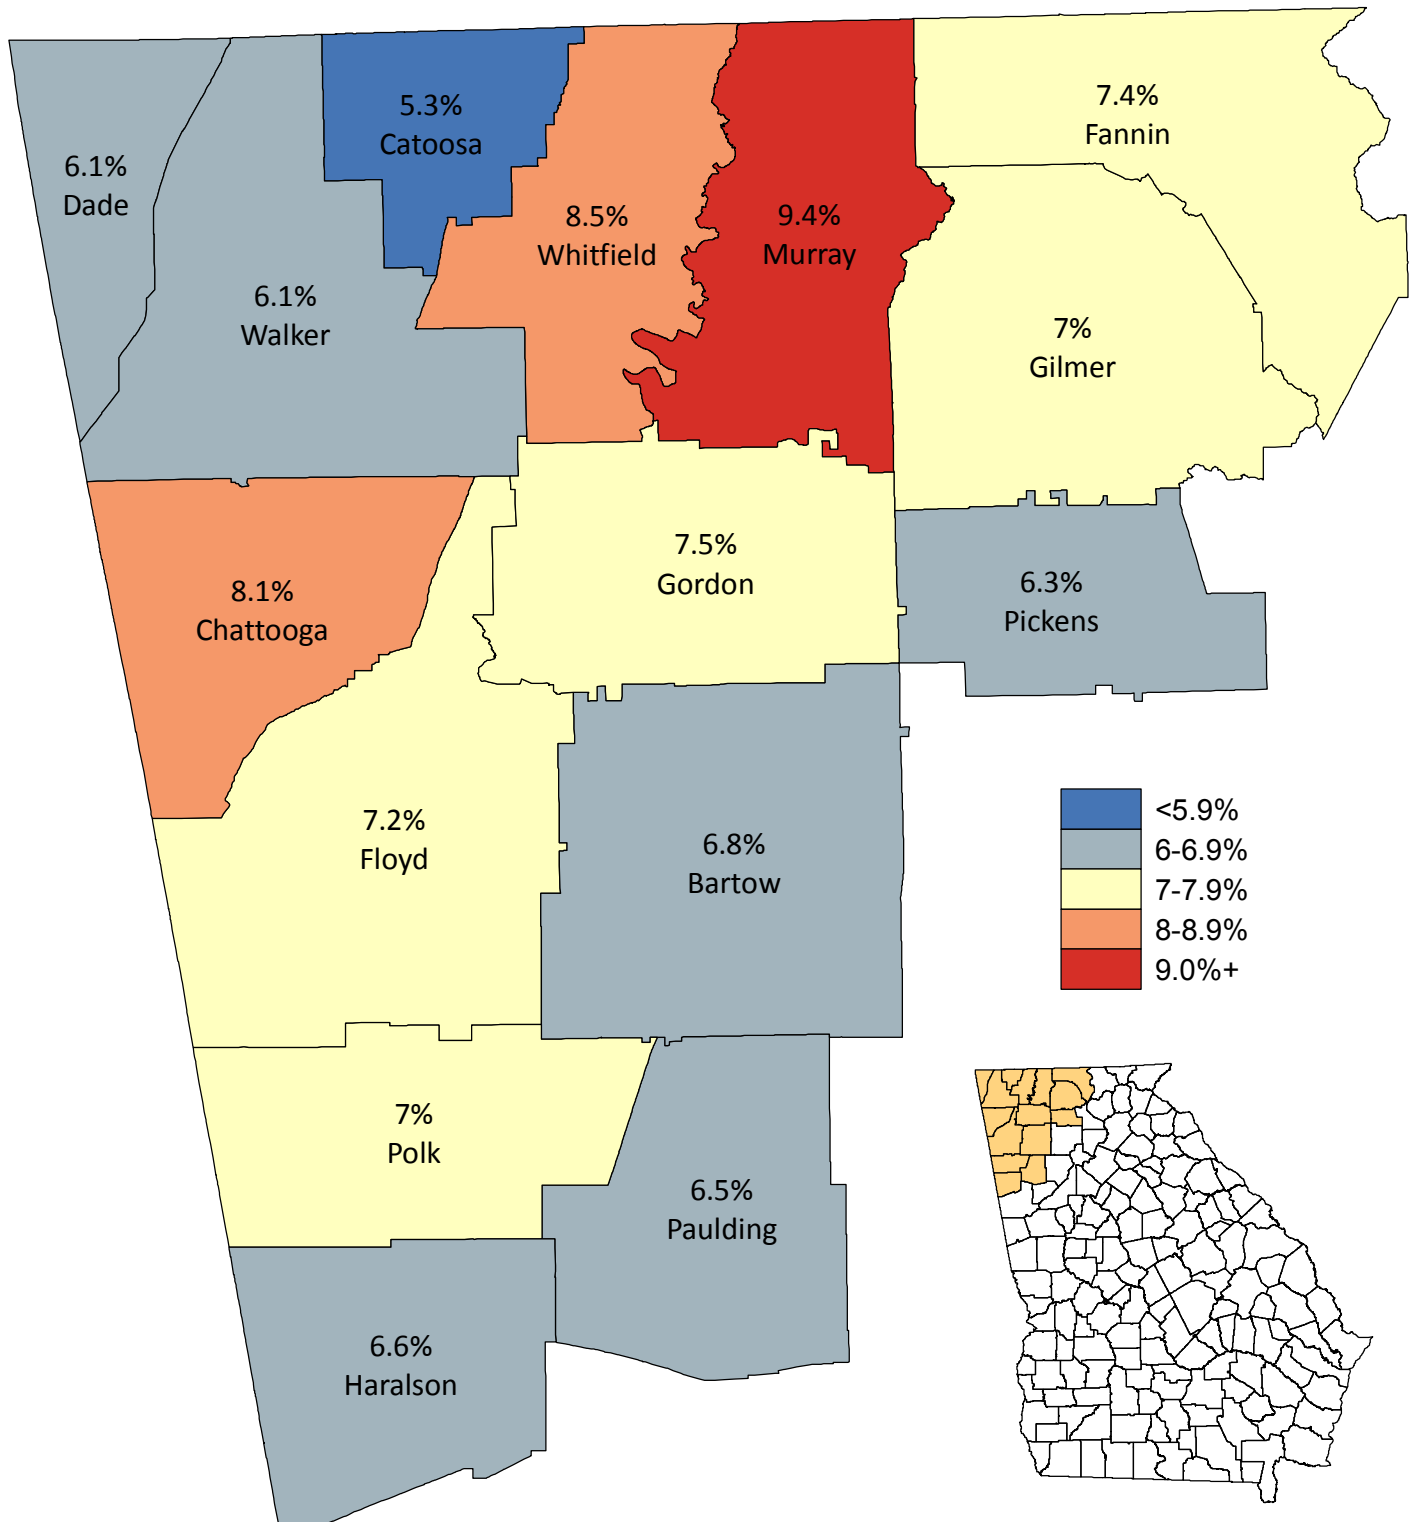 5.3%
Catoosa
7.4%
Fannin
6.1%
Dade
8.5%
Whitfield
9.4%
Murray
6.1%
Walker
7%
Gilmer
7.5%
Gordon
6.3%
Pickens
8.1%
Chattooga
7.2%
Floyd
6.8%
Bartow
<5.9%
6-6.9%
7-7.9%
8-8.9%
9.0%+
7%
Polk
6.5%
Paulding
6.6%
Haralson